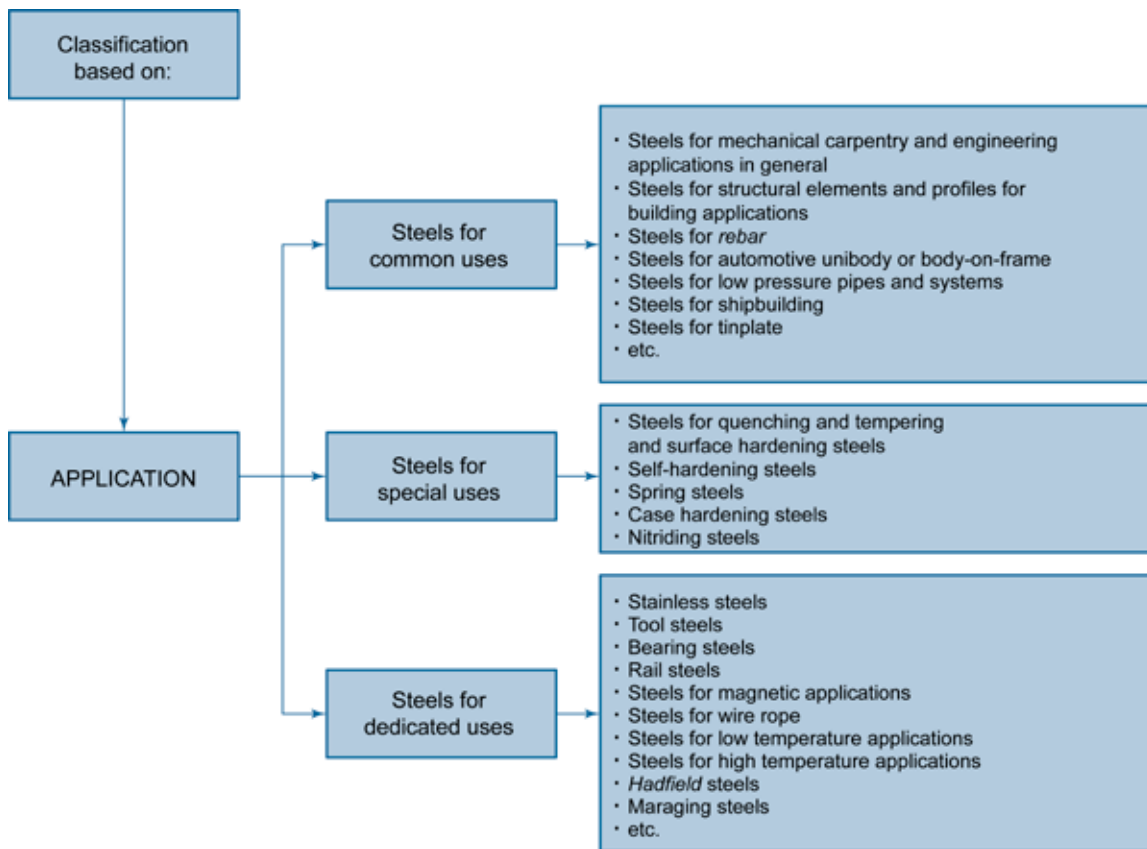 Classification
based on:
APPLICATION
Steels for
common uses
· Steels for mechanical carpentry and engineering
applications in general
· Steels for structural elements and profiles for
building applications
· Steels for rebar
· Steels for automotive unibody or body-on-frame
· Steels for low pressure pipes and systems
· Steels for shipbuilding
· Steels for tinplate
· etc.
Steels for
special uses
· Steels for quenching and tempering
and surface hardening steels
· Self-hardening steels
· Spring steels
· Case hardening steels
· Nitriding steels
Steels for
dedicated uses
· Stainless steels
· Tool steels
· Bearing steels
· Rail steels
· Steels for magnetic applications
· Steels for wire rope
· Steels for low temperature applications
· Steels for high temperature applications
· Hadfield steels
· Maraging steels
· etc.